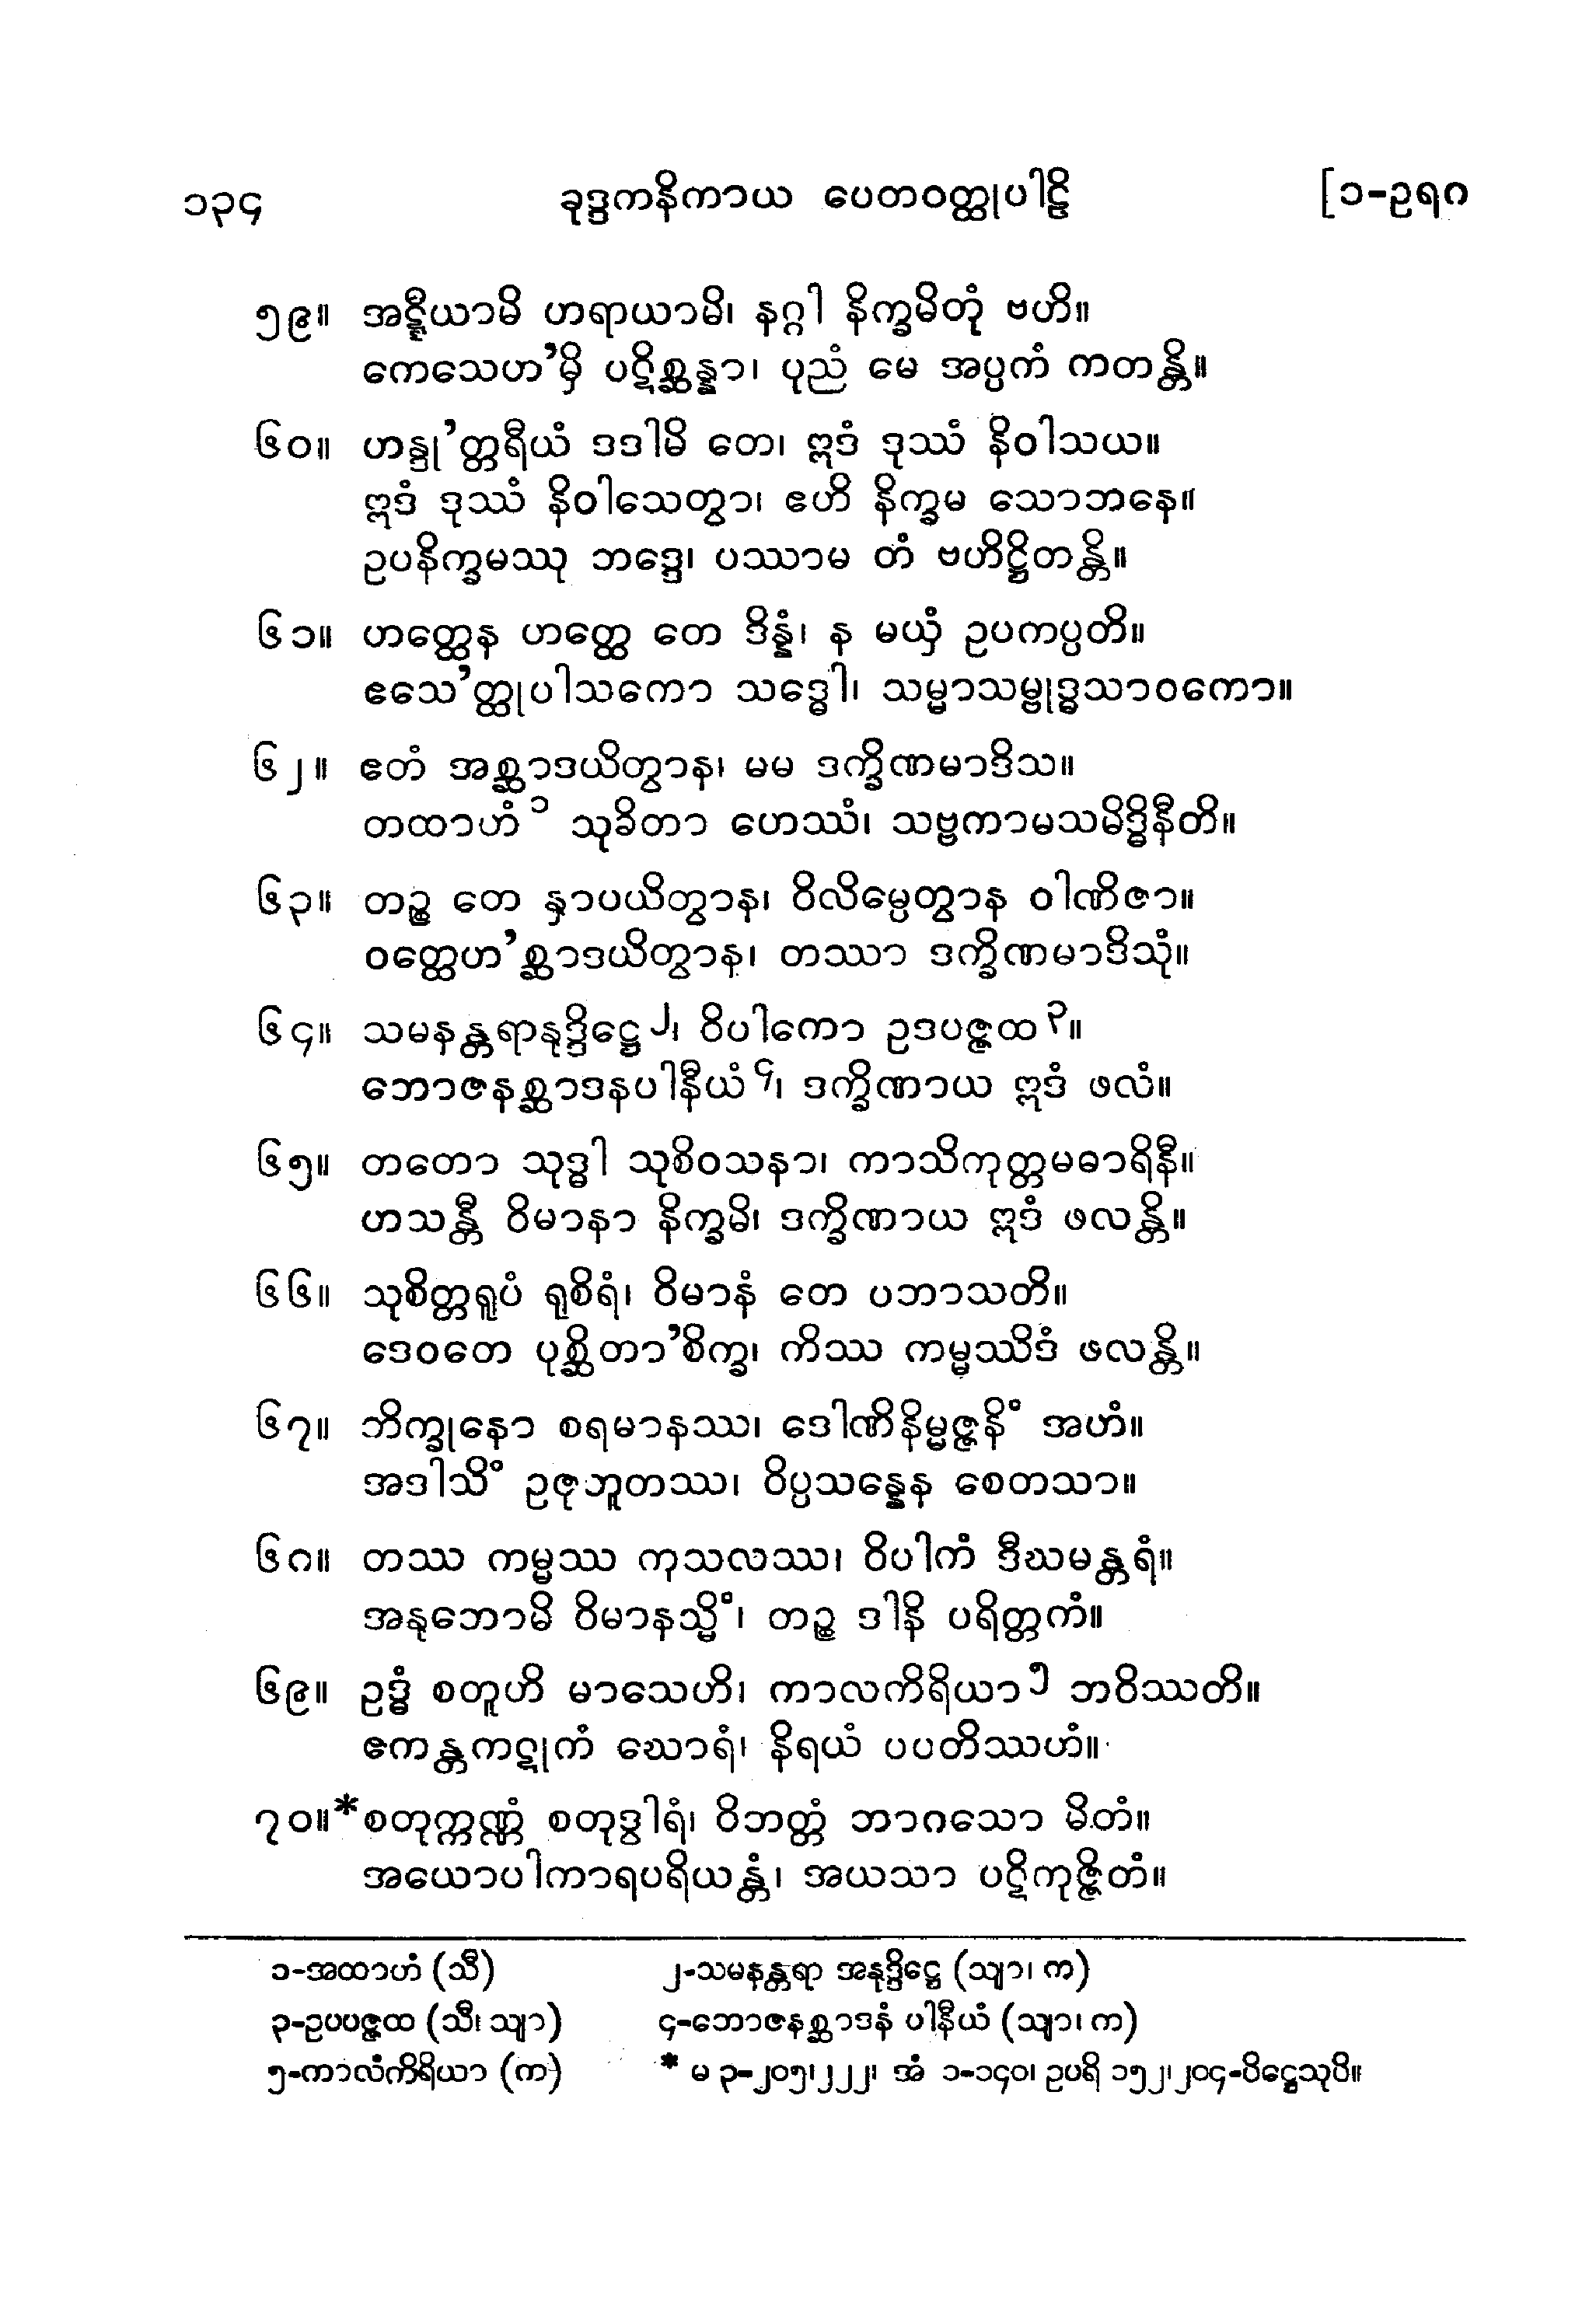 ၁၃၄ ခုဒ္ဒကနိကာယ ပေတဝတ္ထုပါဠိ [၁-ဥရဂ
၅၉။ အဋ္ဋီယာမိ ဟရာယာမိ၊ နဂ္ဂါ နိက္ခမိတုံ ဗဟိ။
ကေသေဟ’မှိ ပဋိစ္ဆန္နာ၊ ပုညံ မေ အပ္ပကံ ကတန္တိ။
၆၀။ ဟန္ဒု’တ္တရီယံ ဒဒါမိ တေ၊ ဣဒံ ဒုဿံ နိဝါသယ။
ဣဒံ ဒုဿံ နိဝါသေတွာ၊ ဧဟိ နိက္ခမ သောဘနေ။
ဥပနိက္ခမဿု ဘဒ္ဒေ၊ ပဿာမ တံ ဗဟိဋ္ဌိတန္တိ။
၆၁။ ဟတ္ထေန ဟတ္ထေ တေ ဒိန္နံ၊ န မယှံ ဥပကပ္ပတိ။
ဧသေ’တ္ထုပါသကော သဒ္ဓေါ၊ သမ္မာသမ္ဗုဒ္ဓသာဝကော။
၆၂။ ဧတံ အစ္ဆာဒယိတွာန၊ မမ ဒက္ခိဏမာဒိသ။
တထာဟံ ၁ သုခိတာ ဟေဿံ၊ သဗ္ဗကာမသမိဒ္ဓိနီတိ။
၆၃။ တဉ္စ တေ နှာပယိတွာန၊ ဝိလိမ္ပေတွာန ဝါဏိဇာ။
ဝတ္ထေဟ’စ္ဆာဒယိတွာန၊ တဿာ ဒက္ခိဏမာဒိသုံ။
၆၄။ သမနန္တရာနုဒ္ဒိဋ္ဌေ ၂၊ ဝိပါကော ဥဒပဇ္ဇထ ၃။
ဘောဇနစ္ဆာဒနပါနီယံ ၄၊ ဒက္ခိဏာယ ဣဒံ ဖလံ။
၆၅။ တတော သုဒ္ဓါ သုစိဝသနာ၊ ကာသိကုတ္တမဓာရိနီ။
ဟသန္တီ ဝိမာနာ နိက္ခမိ၊ ဒက္ခိဏာယ ဣဒံ ဖလန္တိ။
၆၆။ သုစိတ္တရူပံ ရုစိရံ၊ ဝိမာနံ တေ ပဘာသတိ။
ဒေဝတေ ပုစ္ဆိတာ’စိက္ခ၊ ကိဿ ကမ္မဿိဒံ ဖလန္တိ။
၆၇။ ဘိက္ခုနော စရမာနဿ၊ ဒေါဏိနိမ္မဇ္ဇနိံ အဟံ။
အဒါသိံ ဥဇုဘူတဿ၊ ဝိပ္ပသန္နေန စေတသာ။
၆၈။ တဿ ကမ္မဿ ကုသလဿ၊ ဝိပါကံ ဒီဃမန္တရံ။
အနုဘောမိ ဝိမာနသ္မိံ၊ တဉ္စ ဒါနိ ပရိတ္တကံ။
၆၉။ ဥဒ္ဓံ စတူဟိ မာသေဟိ၊ ကာလကိရိယာ ၅ ဘဝိဿတိ။
ဧကန္တကဋုကံ ဃောရံ၊ နိရယံ ပပတိဿဟံ။
၇၀။ * စတုက္ကဏ္ဏံ စတုဒွါရံ၊ ဝိဘတ္တံ ဘာဂသော မိတံ။
အယောပါကာရပရိယန္တံ၊ အယသာ ပဋိကုဇ္ဇိတံ။
၁-အထာဟံ (သီ) ၂-သမနန္တရာ အနုဒ္ဒိဋ္ဌေ (သျာ၊ က)
၃-ဥပပဇ္ဇထ (သီ၊ သျာ) ၄-ဘောဇနစ္ဆာဒနံ ပါနီယံ (သျာ၊ က)
၅-ကာလံကိရိယာ (က) * မ ၃-၂၀၅၊၂၂၂၊ အံ ၁-၁၄၀၊ ဥပရိ ၁၅၂၊၂၀၄-ပိဋ္ဌေသုပိ။